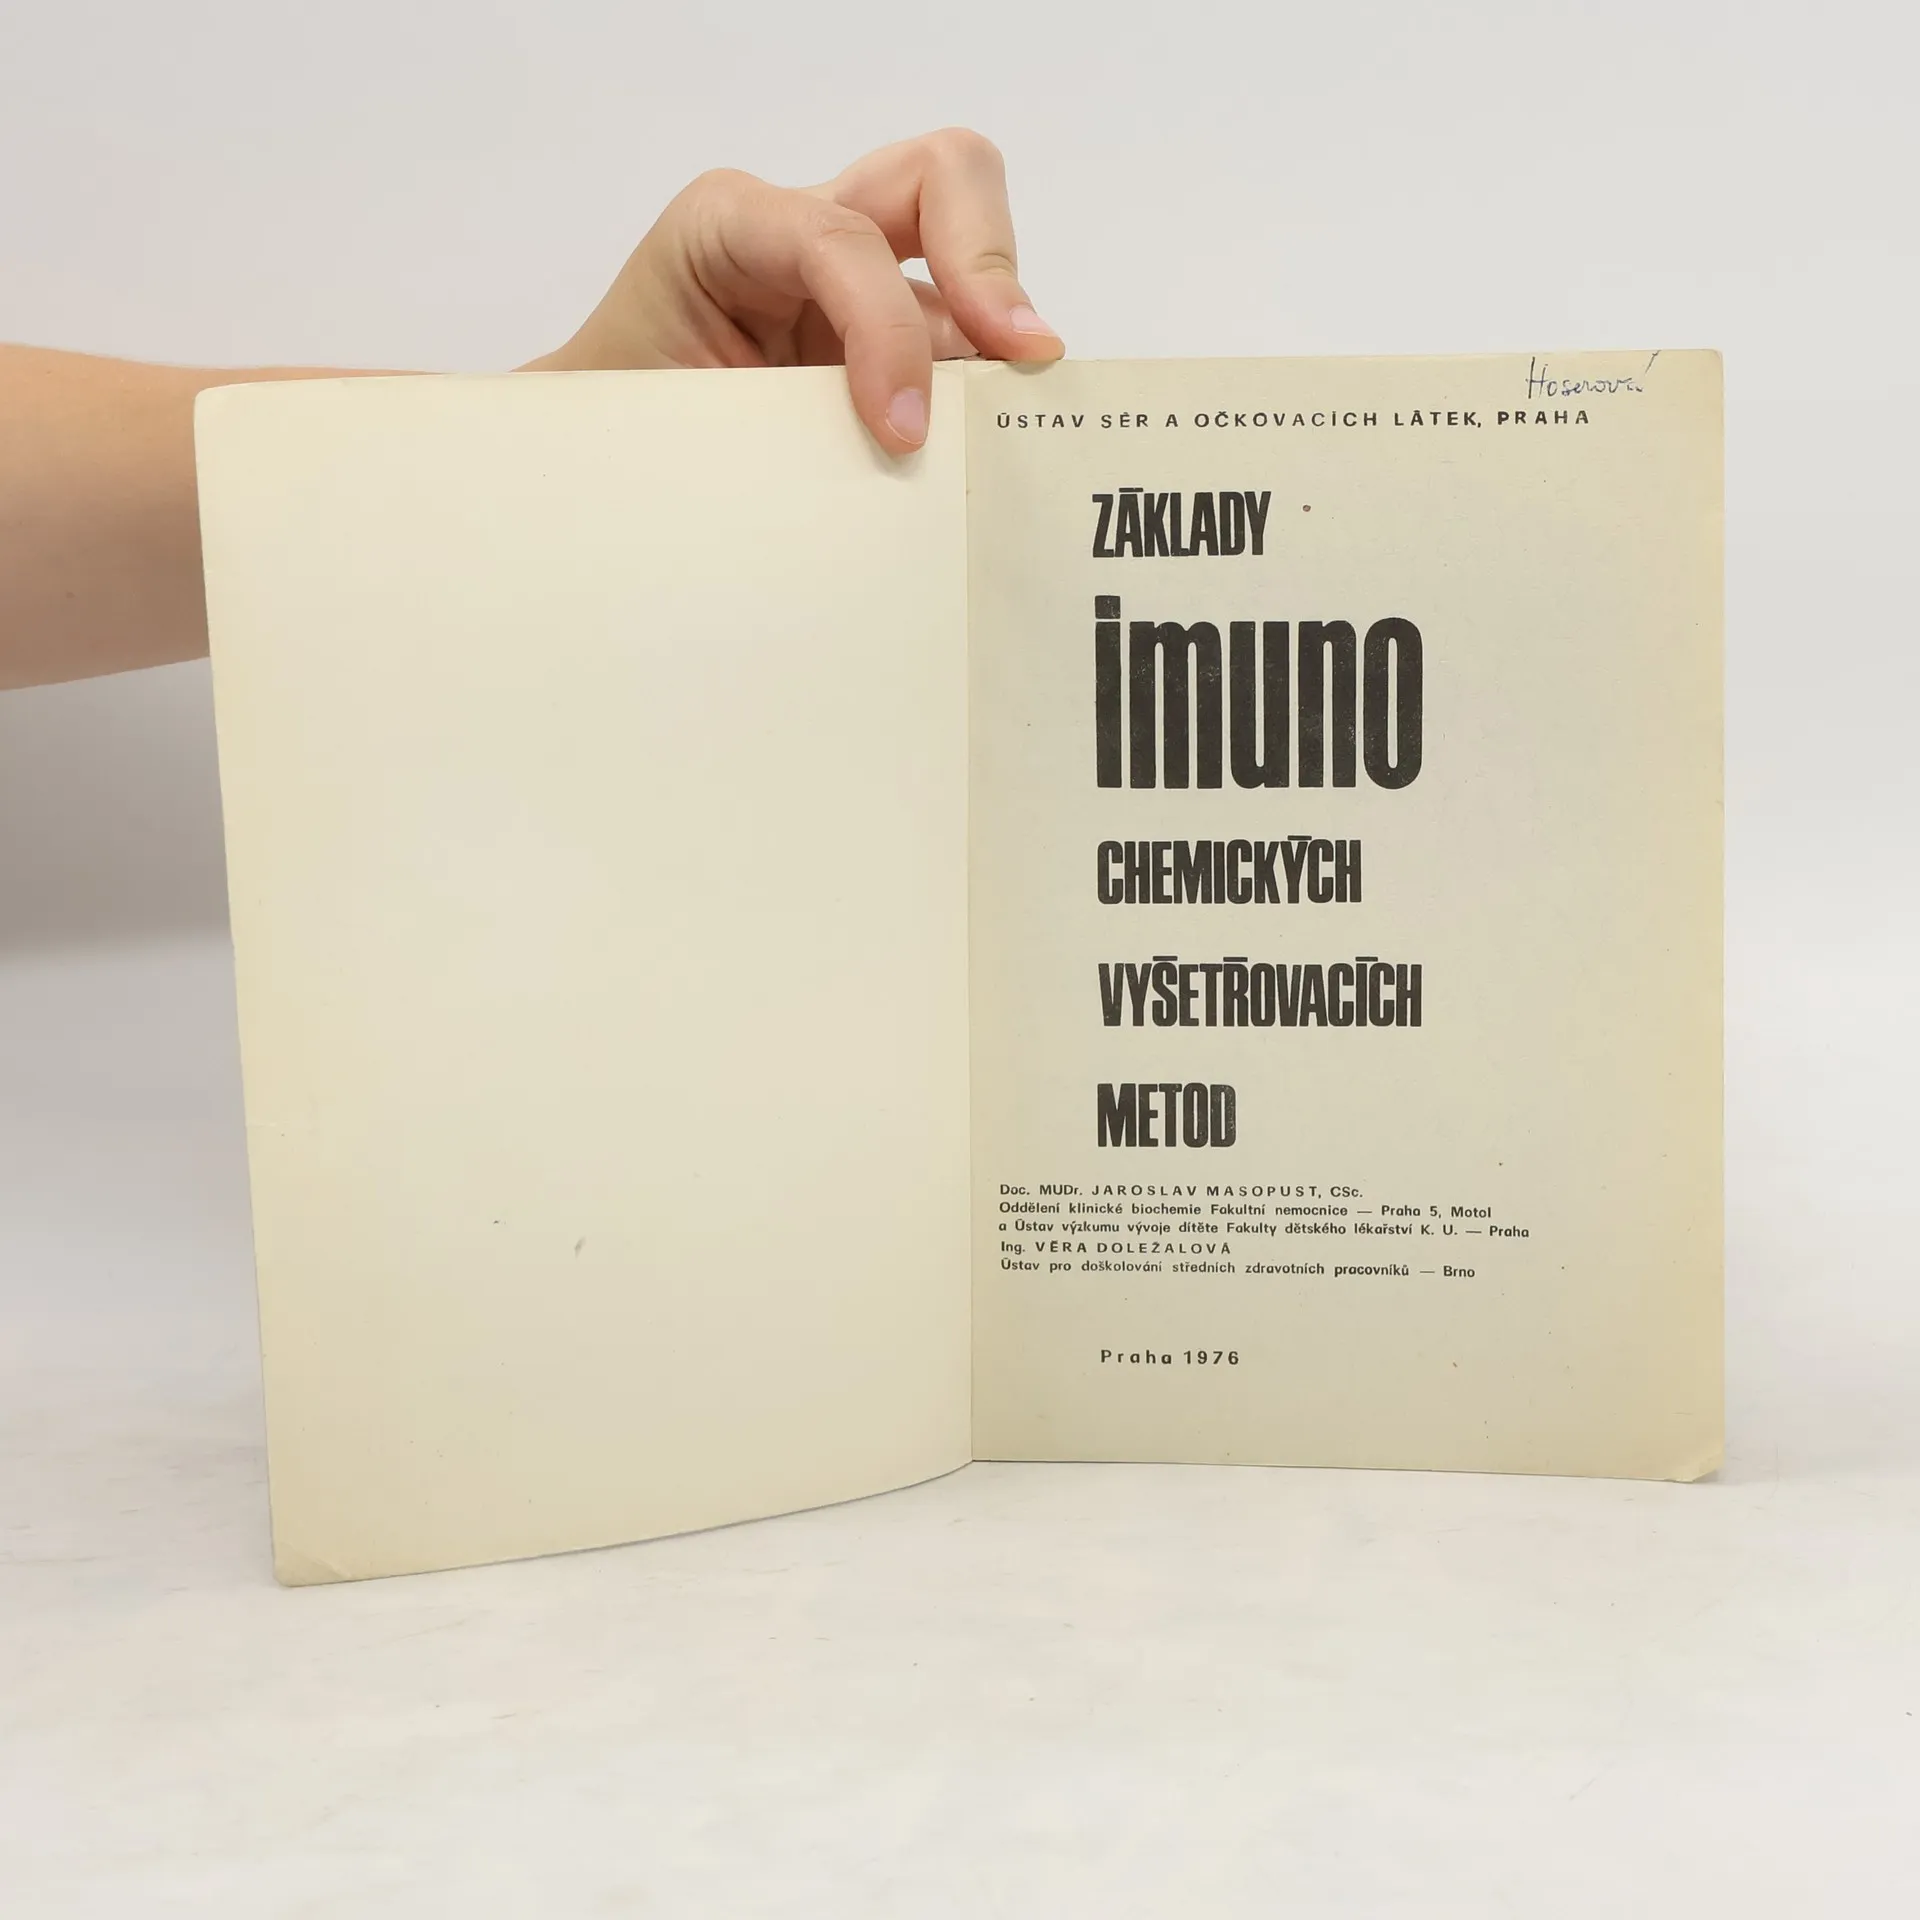 Hoserová
ÚSTAV SÉR A OČKOVACÍCH LÁTEK, PRAHA
ZÁKLADY
imuno
CHEMICKÝCH
VYŠETŘOVACÍCH
METOD
Doc. MUDr. JAROSLAV MASOPUST, CSc.
Oddělení klinické biochemie Fakultní nemocnice — Praha 5, Motol
a Ústav výzkumu vývoje dítěte Fakulty dětského lékařství K. U. — Praha
Ing. VĚRA DOLEŽALOVÁ
Ústav pro doškolování středních zdravotních pracovníků — Brno
Praha 1976